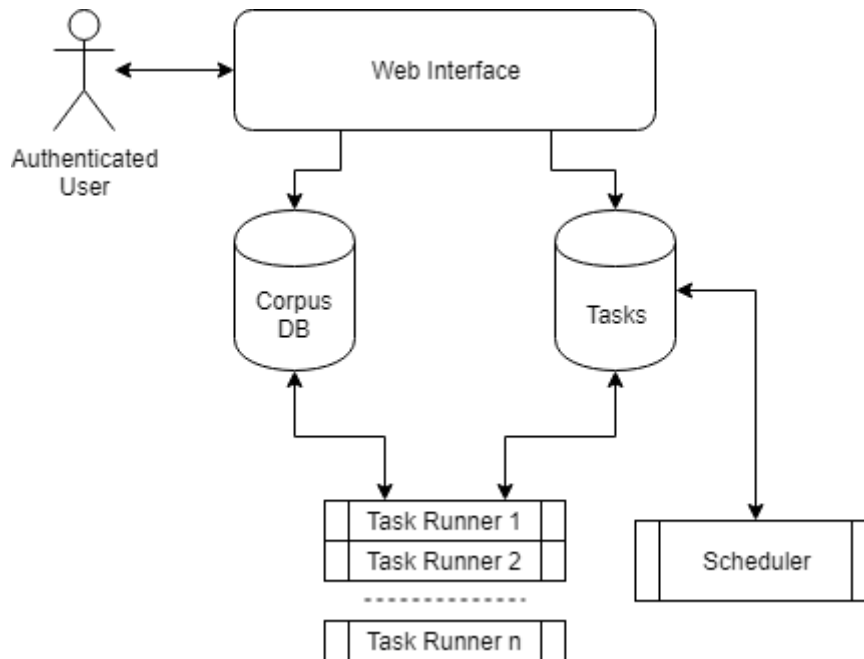 Web Interface
Authenticated
User
Corpus
DB
Tasks
Task Runner 1
Task Runner 2
Scheduler
Task Runner n